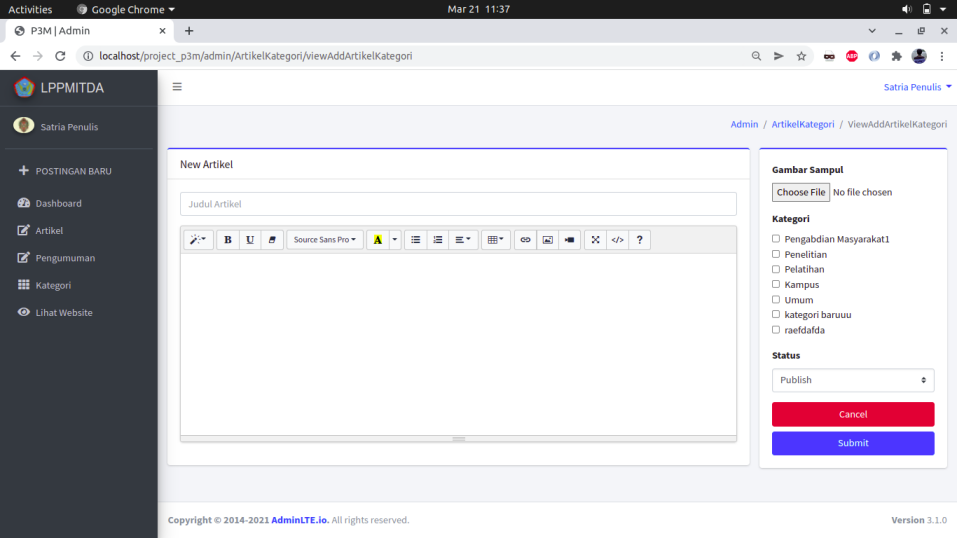 Activities
Google Chrome
Mar 21 11:37
P3M | Admin
localhost/project_p3m/admin/ArtikelKategori/viewAddArtikelKategori
ABP
LPPMITDA
Satria Penulis
Satria Penulis
Admin / ArtikelKategori / ViewAddArtikelKategori
POSTINGAN BARU
Dashboard
Artikel
Pengumuman
Kategori
Lihat Website
New Artikel
Judul Artikel
B U Source Sans Pro A </> ?
Gambar Sampul
Choose File No file chosen
Kategori
Pengabdian Masyarakat1
Penelitian
Pelatihan
Kampus
Umum
kategori baruuu
raefdafda
Status
Publish
Cancel
Submit
Copyright © 2014-2021 AdminLTE.io. All rights reserved.
Version 3.1.0